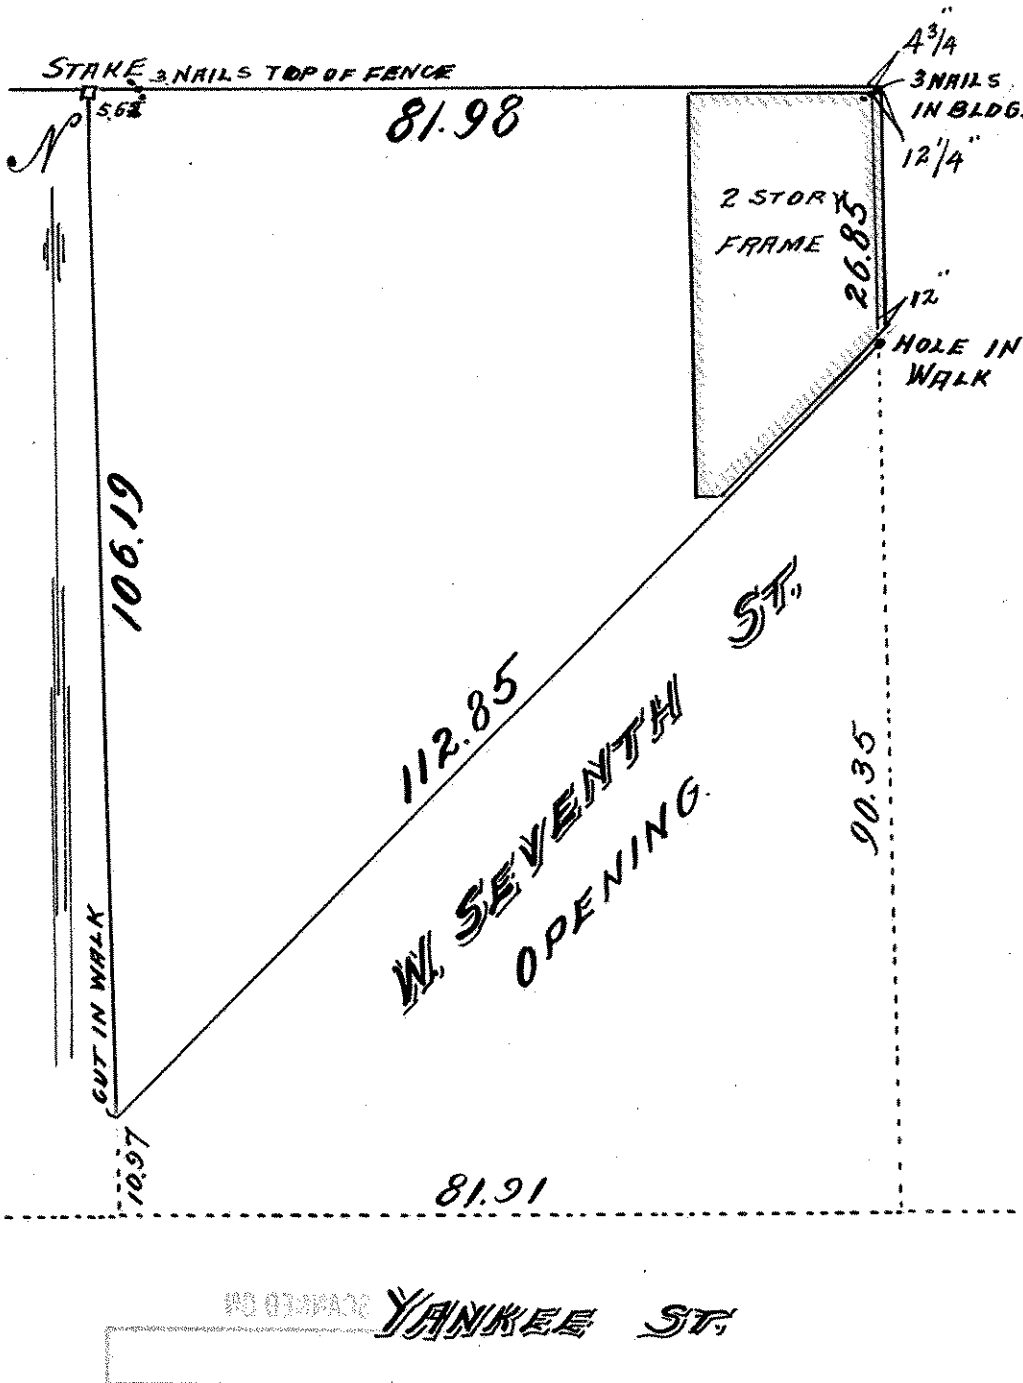 4¾"
STAKE 3 NAILS TOP OF FENCE
3 NAILS
IN BLDG.
5.62
81.98
N
12¼"
2 STORY
FRAME
26.85
12"
HOLE IN
WALK
106.19
112.85
W. SEVENTH ST.
OPENING
90.35
CUT IN WALK
10.97
81.91
SCANNED ON
YANKEE ST.